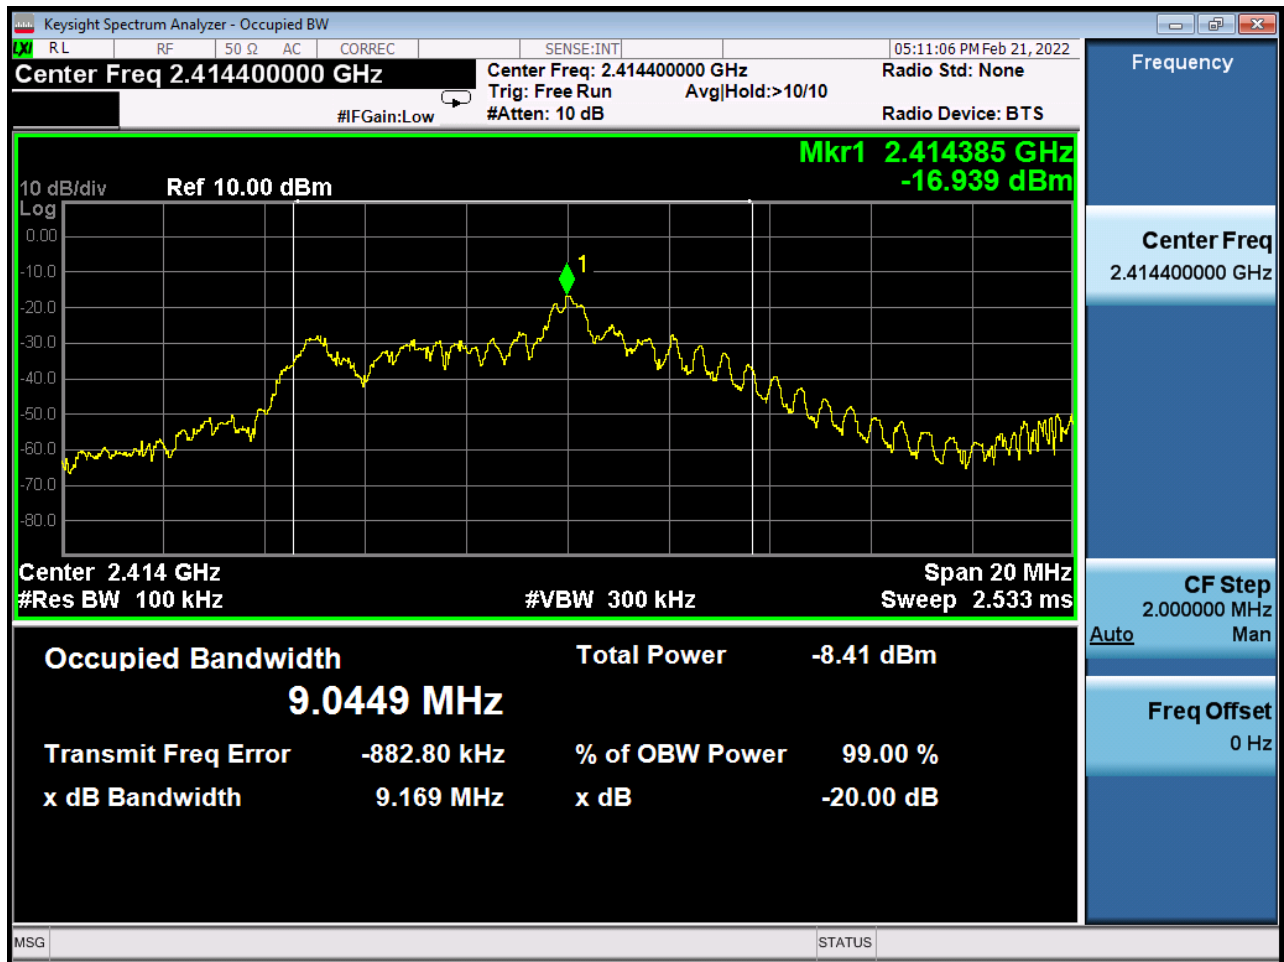 Keysight Spectrum Analyzer - Occupied BW
LXI RL RF 50 Ω AC CORREC SENSE:INT 05:11:06 PM Feb 21, 2022
Center Freq 2.414400000 GHz
#IFGain:Low
Center Freq: 2.414400000 GHz
Trig: Free Run Avg|Hold:>10/10
#Atten: 10 dB
Radio Std: None
Radio Device: BTS
Mkr1 2.414385 GHz
-16.939 dBm
10 dB/div Ref 10.00 dBm
Log
0.00
-10.0
-20.0
-30.0
-40.0
-50.0
-60.0
-70.0
-80.0
1
Center 2.414 GHz Span 20 MHz
#Res BW 100 kHz #VBW 300 kHz Sweep 2.533 ms
Occupied Bandwidth Total Power -8.41 dBm
9.0449 MHz
Transmit Freq Error -882.80 kHz % of OBW Power 99.00 %
x dB Bandwidth 9.169 MHz x dB -20.00 dB
Frequency
Center Freq
2.414400000 GHz
CF Step
2.000000 MHz
Auto Man
Freq Offset
0 Hz
MSG STATUS